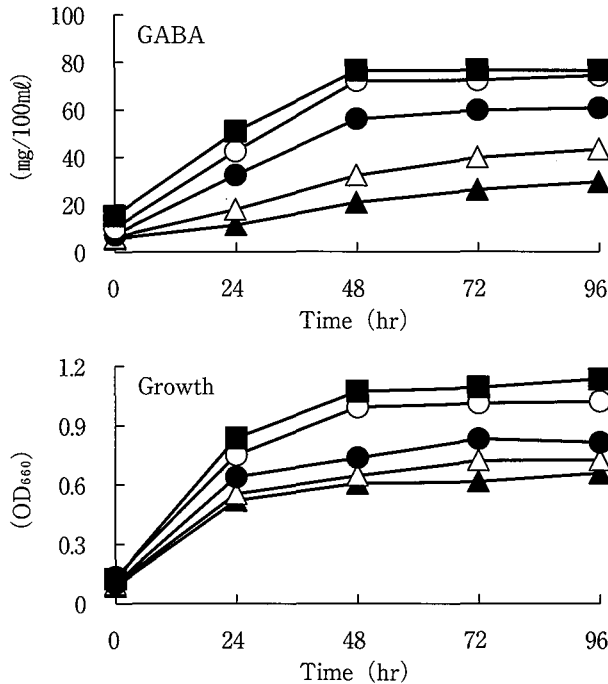 GABA
(mg/100mℓ)
100
80
60
40
20
0
0 24 48 72 96
Time (hr)
Growth
(OD₆₆₀)
1.2
0.9
0.6
0.3
0
0 24 48 72 96
Time (hr)